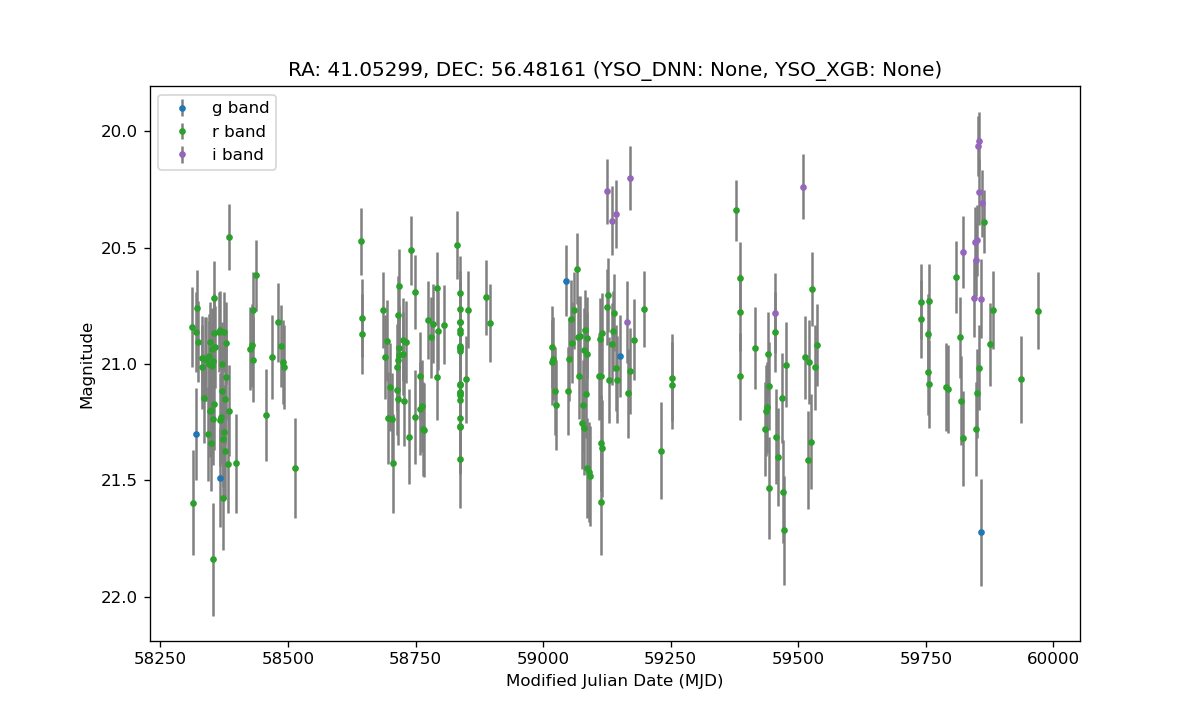 RA: 41.05299, DEC: 56.48161 (YSO_DNN: None, YSO_XGB: None)
g band
r band
i band
20.0
20.5
21.0
21.5
22.0
Magnitude
58250 58500 58750 59000 59250 59500 59750 60000
Modified Julian Date (MJD)